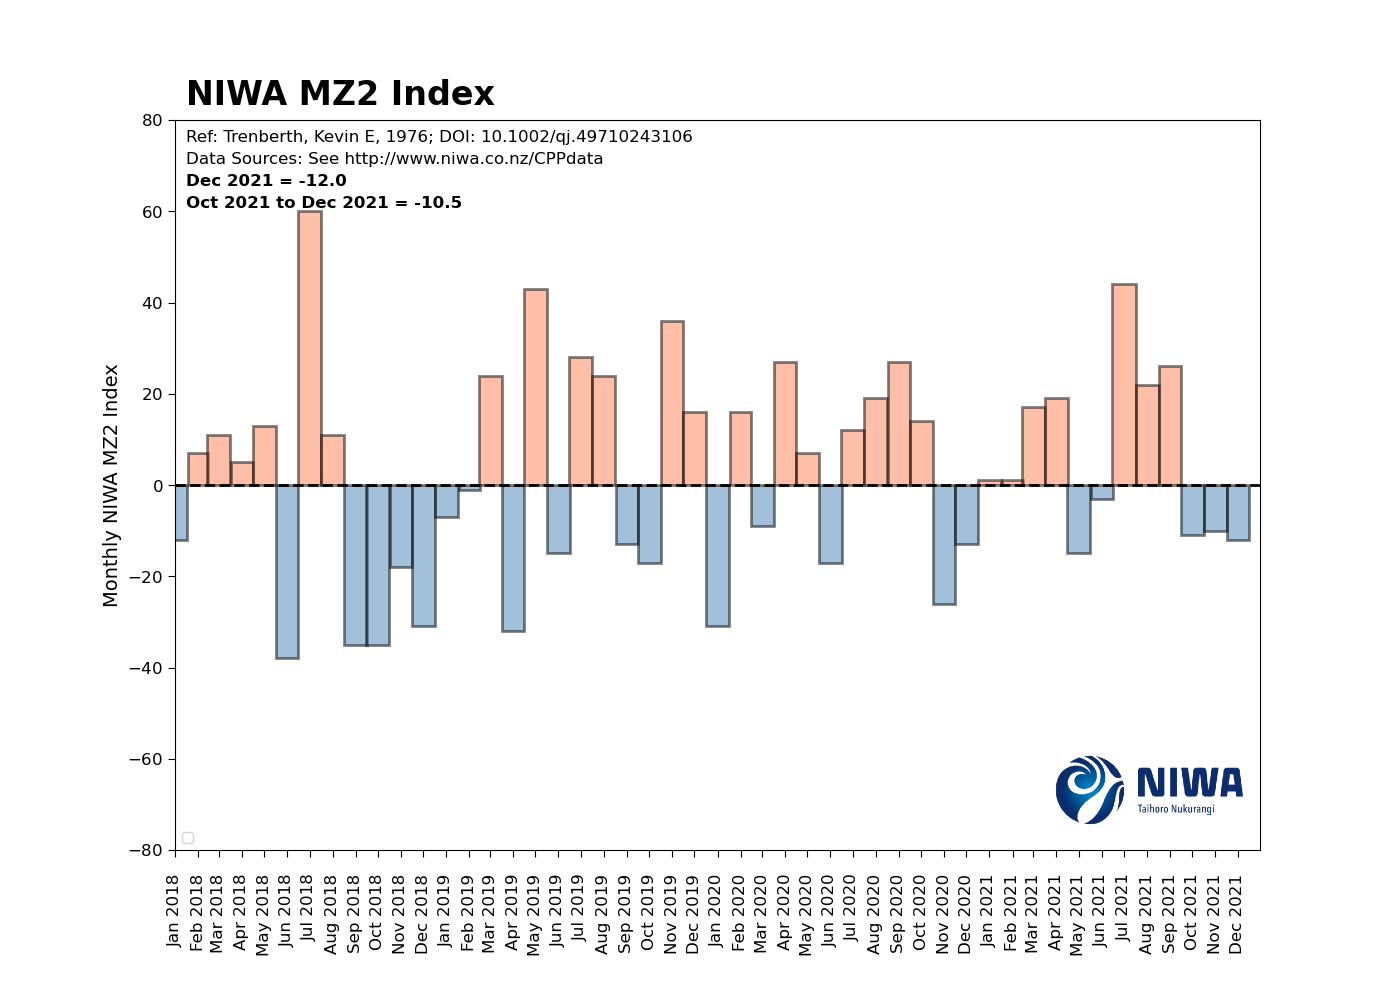 NIWA MZ2 Index
Ref: Trenberth, Kevin E, 1976; DOI: 10.1002/qj.49710243106
Data Sources: See http://www.niwa.co.nz/CPPdata
Dec 2021 = -12.0
Oct 2021 to Dec 2021 = -10.5
Monthly NIWA MZ2 Index
80
60
40
20
0
−20
−40
−60
−80
NIWA
Taihoro Nukurangi
Jan 2018
Feb 2018
Mar 2018
Apr 2018
May 2018
Jun 2018
Jul 2018
Aug 2018
Sep 2018
Oct 2018
Nov 2018
Dec 2018
Jan 2019
Feb 2019
Mar 2019
Apr 2019
May 2019
Jun 2019
Jul 2019
Aug 2019
Sep 2019
Oct 2019
Nov 2019
Dec 2019
Jan 2020
Feb 2020
Mar 2020
Apr 2020
May 2020
Jun 2020
Jul 2020
Aug 2020
Sep 2020
Oct 2020
Nov 2020
Dec 2020
Jan 2021
Feb 2021
Mar 2021
Apr 2021
May 2021
Jun 2021
Jul 2021
Aug 2021
Sep 2021
Oct 2021
Nov 2021
Dec 2021